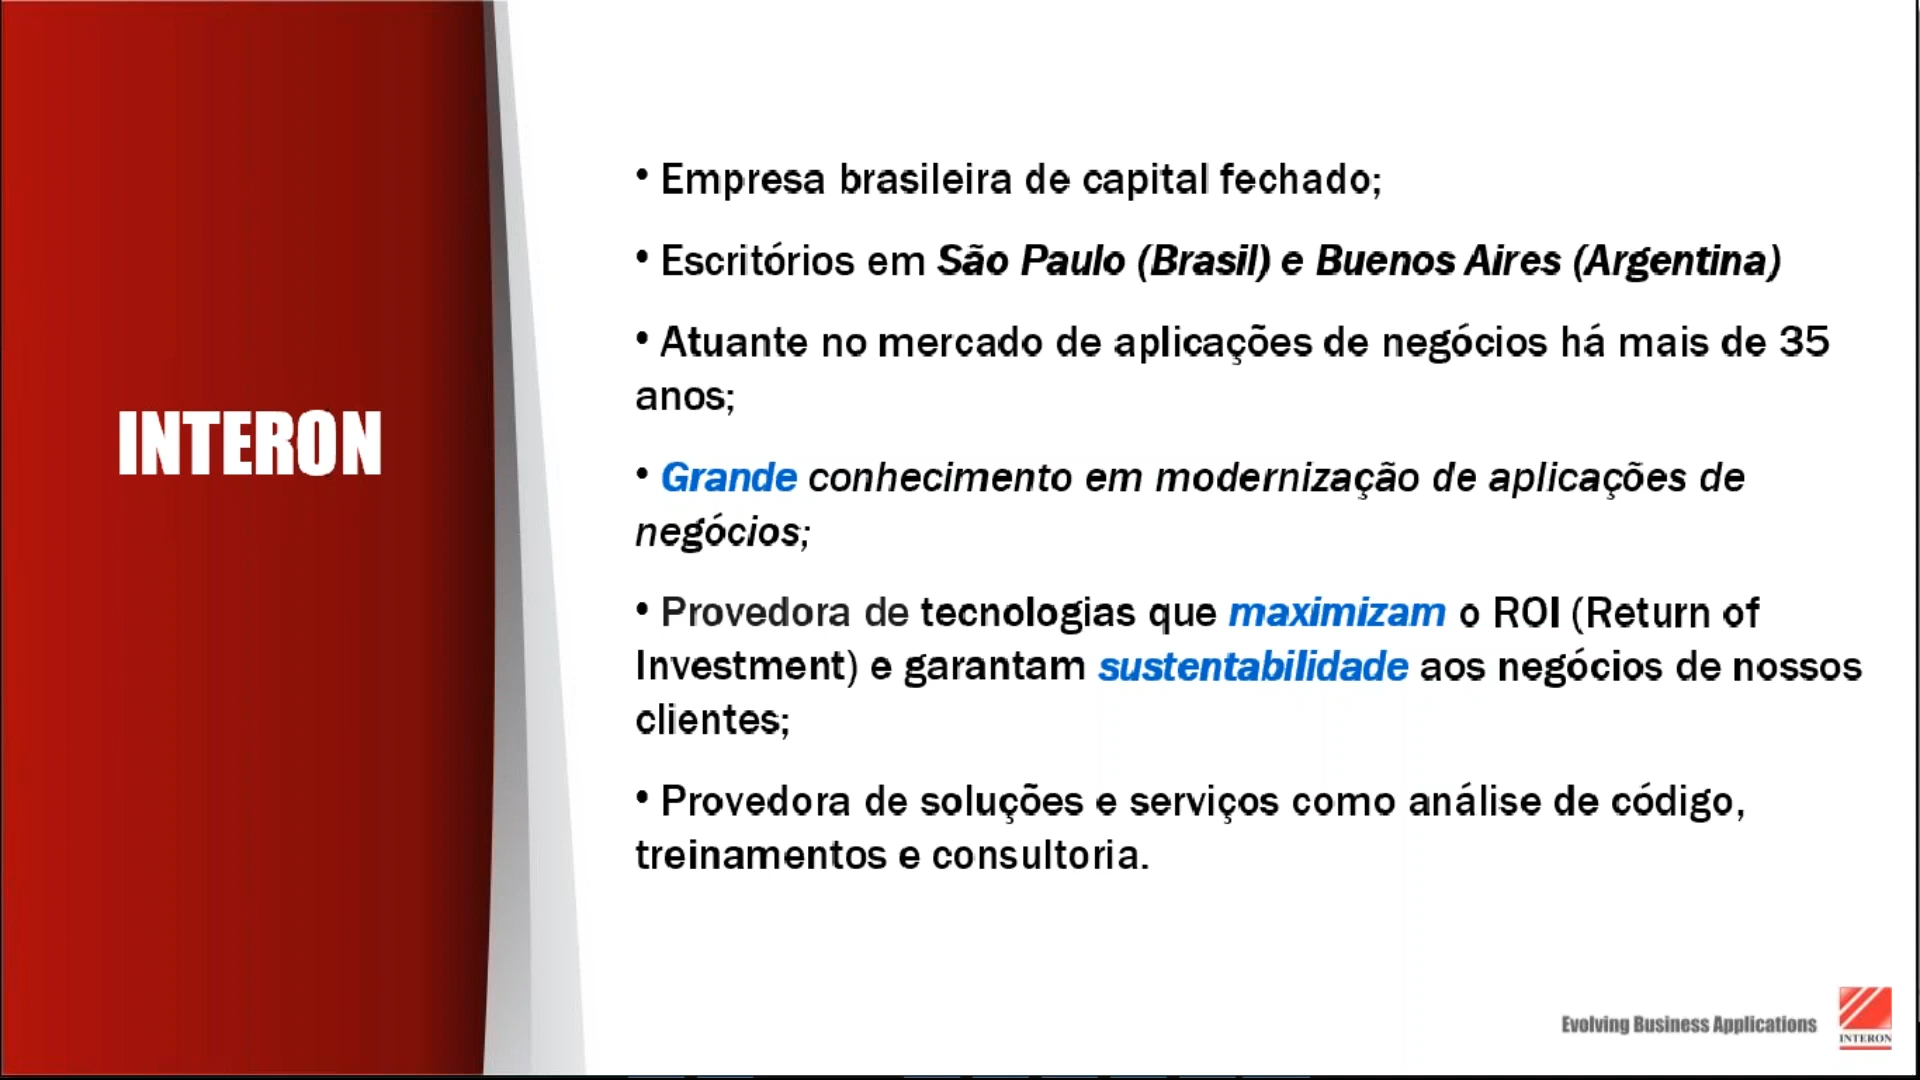 INTERON
• Empresa brasileira de capital fechado;
• Escritórios em São Paulo (Brasil) e Buenos Aires (Argentina)
• Atuante no mercado de aplicações de negócios há mais de 35
anos;
• Grande conhecimento em modernização de aplicações de
negócios;
• Provedora de tecnologias que maximizam o ROI (Return of
Investment) e garantam sustentabilidade aos negócios de nossos
clientes;
• Provedora de soluções e serviços como análise de código,
treinamentos e consultoria.
Evolving Business Applications
INTERON